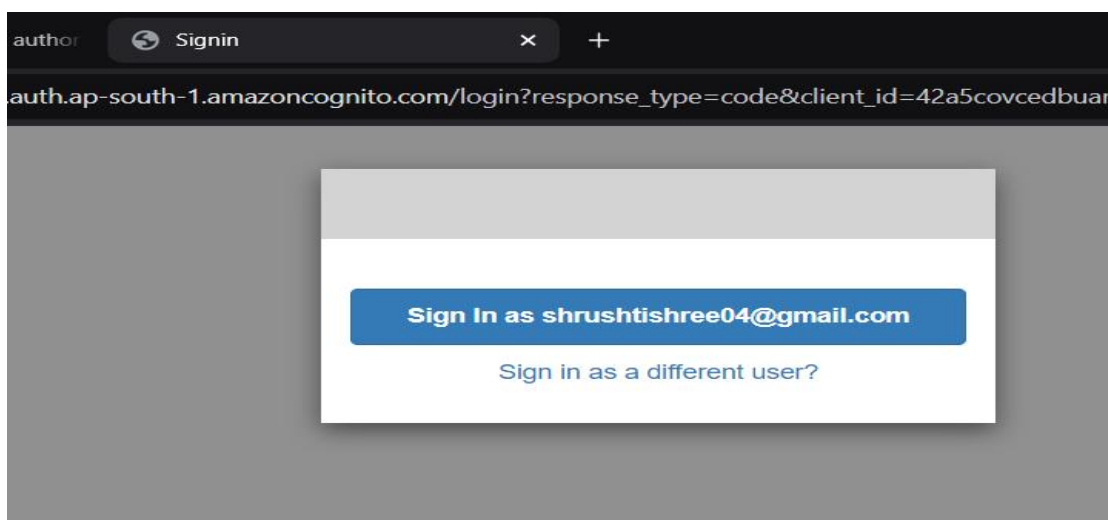 author
Signin
.auth.ap-south-1.amazoncognito.com/login?response_type=code&client_id=42a5covcedbuar
Sign In as shrushtishree04@gmail.com
Sign in as a different user?